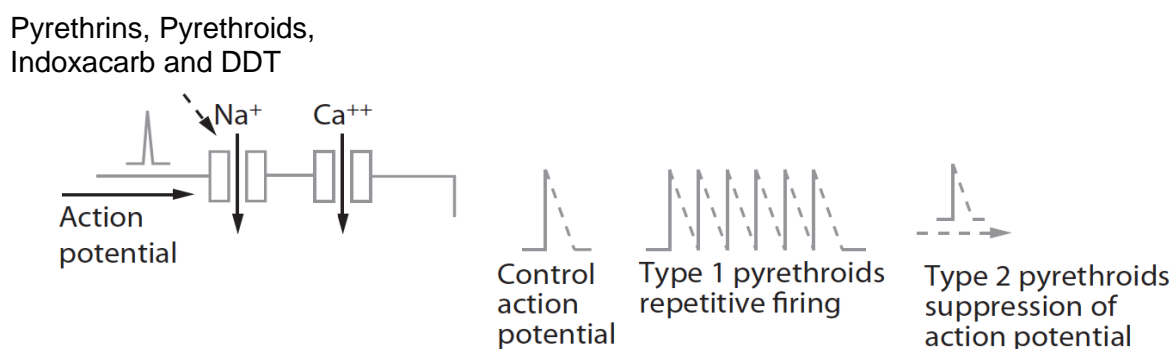 Pyrethrins, Pyrethroids,
Indoxacarb and DDT
Na⁺ Ca⁺⁺
Action
potential
Control
action
potential
Type 1 pyrethroids
repetitive firing
Type 2 pyrethroids
suppression of
action potential